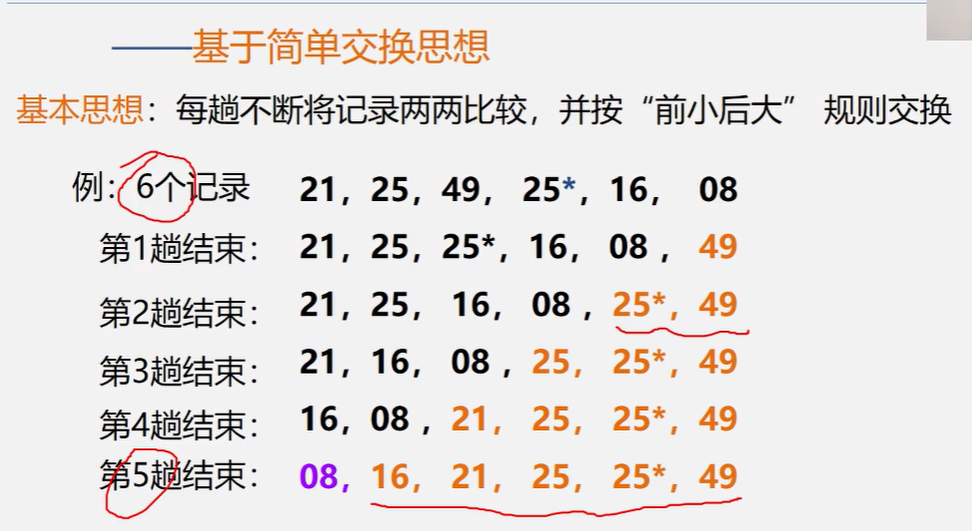 ——基于简单交换思想
基本思想：每趟不断将记录两两比较，并按“前小后大” 规则交换
例：6个记录 21，25，49， 25*，16， 08
第1趟结束： 21，25，25*，16，08 ，49
第2趟结束： 21，25，16，08 ，25*，49
第3趟结束： 21，16，08 ，25，25*，49
第4趟结束： 16，08 ，21，25，25*，49
第5趟结束： 08，16，21，25，25*，49